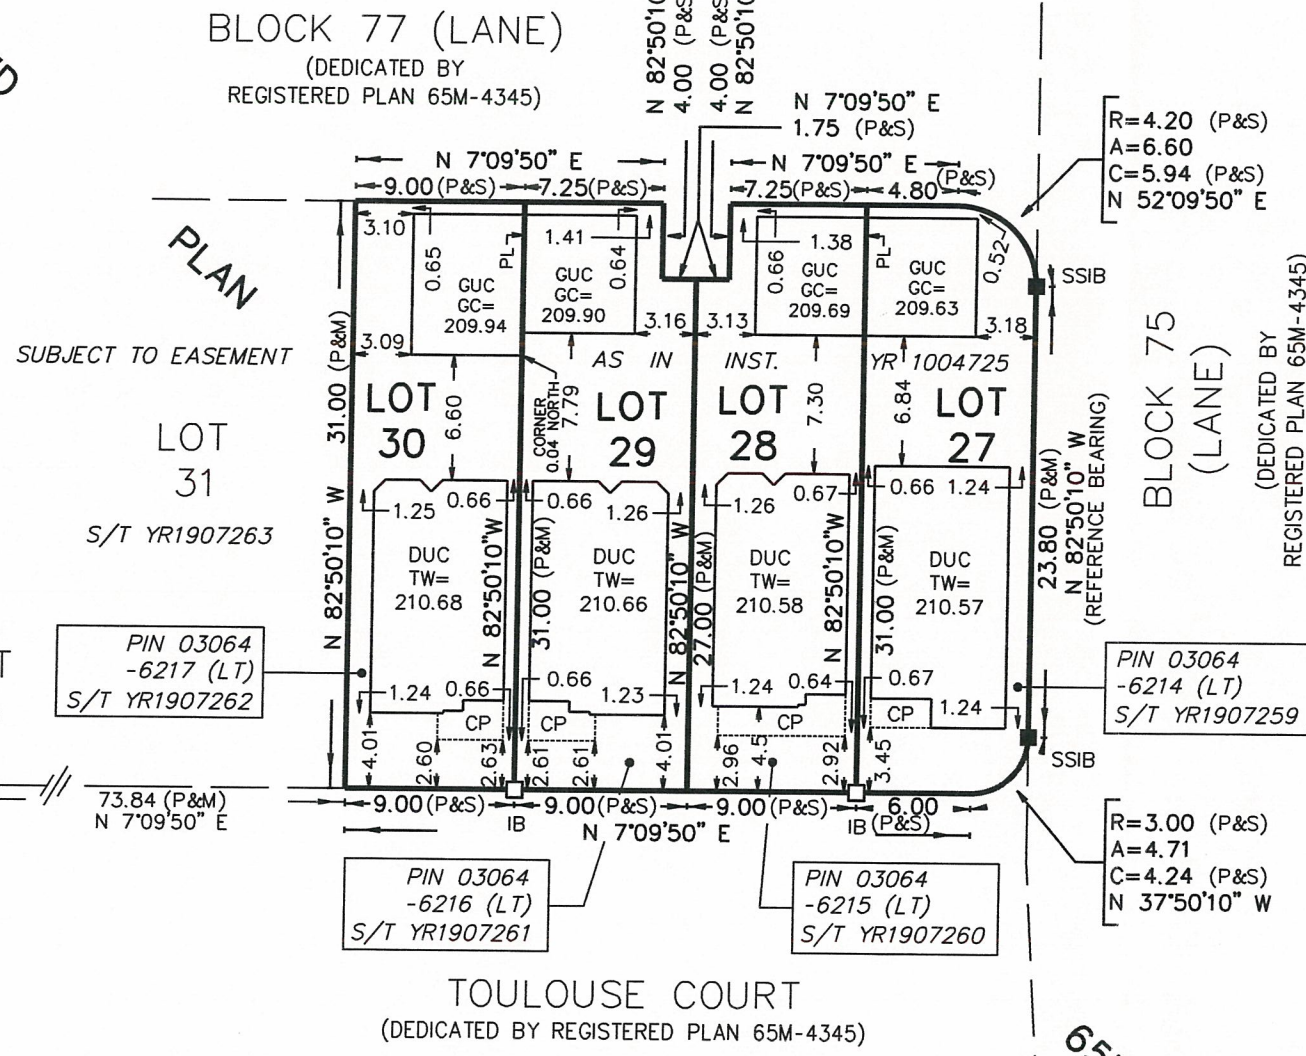 BLOCK 77 (LANE)
(DEDICATED BY
REGISTERED PLAN 65M-4345)
N 82°50'10"
4.00 (P&S)
4.00 (P&S)
N 82°50'10"
N 7°09'50" E
1.75 (P&S)
R=4.20 (P&S)
A=6.60
C=5.94 (P&S)
N 52°09'50" E
N 7°09'50" E
9.00(P&S)
7.25(P&S)
N 7°09'50" E
(P&S)
7.25(P&S)
4.80
PLAN
3.10
0.65
PL
1.41
0.64
0.66
1.38
PL
0.52
SSIB
GUC
GC=
209.94
GUC
GC=
209.90
GUC
GC=
209.69
GUC
GC=
209.63
3.09
3.16
3.13
3.18
SUBJECT TO EASEMENT
AS IN INST. YR 1004725
31.00 (P&M)
N 82°50'10" W
LOT
30
6.60
CORNER
0.04 NORTH
7.79
LOT
29
LOT
28
7.30
6.84
LOT
27
LOT
31
S/T YR1907263
BLOCK 75
(LANE)
(DEDICATED BY
REGISTERED PLAN 65M-4345)
23.80 (P&M)
N 82°50'10" W
(REFERENCE BEARING)
1.25
0.66
0.66
1.26
1.26
0.67
0.66
1.24
DUC
TW=
210.68
N 82°50'10" W
31.00 (P&M)
DUC
TW=
210.66
N 82°50'10" W
27.00 (P&M)
DUC
TW=
210.58
N 82°50'10" W
31.00 (P&M)
DUC
TW=
210.57
PIN 03064
-6217 (LT)
S/T YR1907262
PIN 03064
-6214 (LT)
S/T YR1907259
1.24
0.66
0.66
1.23
1.24
0.64
0.67
1.24
CP
CP
CP
CP
4.01
2.60
2.63
2.61
2.61
4.01
2.96
4.5
2.92
3.45
SSIB
73.84 (P&M)
N 7°09'50" E
9.00(P&S)
9.00(P&S)
9.00(P&S)
6.00
(P&S)
IB
N 7°09'50" E
IB
R=3.00 (P&S)
A=4.71
C=4.24 (P&S)
N 37°50'10" W
PIN 03064
-6216 (LT)
S/T YR1907261
PIN 03064
-6215 (LT)
S/T YR1907260
TOULOUSE COURT
(DEDICATED BY REGISTERED PLAN 65M-4345)